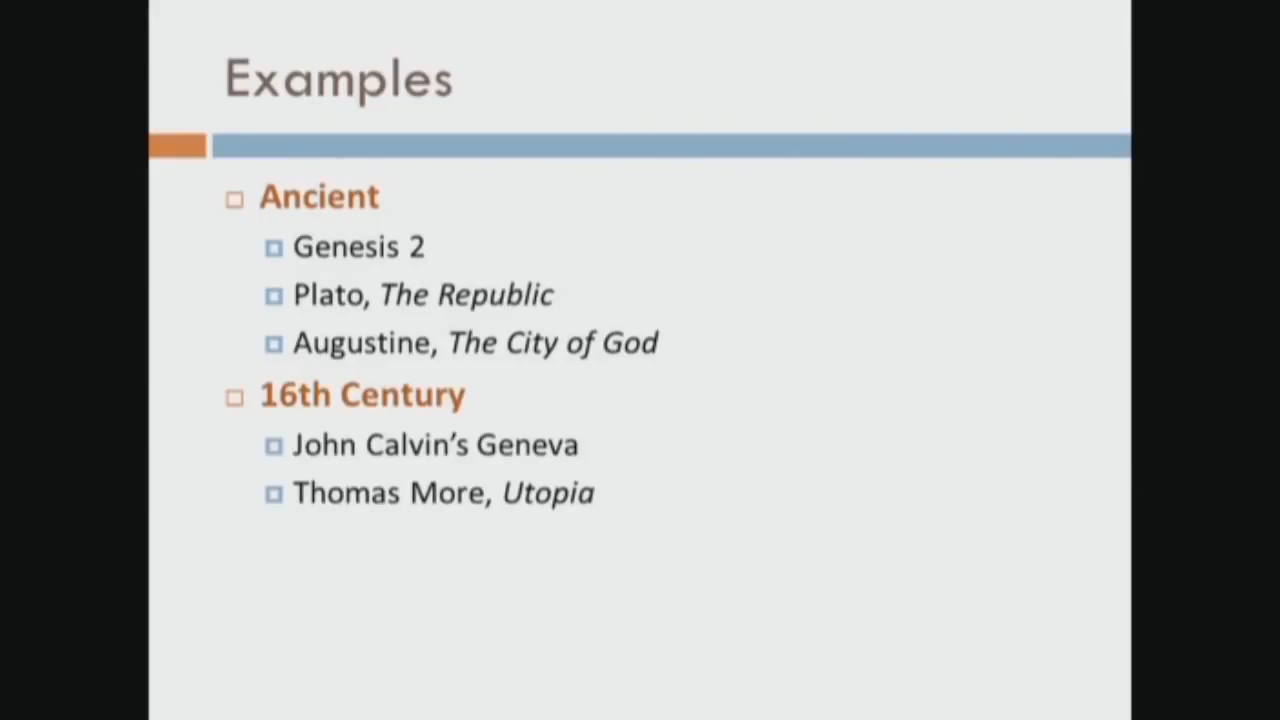 Examples
Ancient
Genesis 2
Plato, The Republic
Augustine, The City of God
16th Century
John Calvin’s Geneva
Thomas More, Utopia